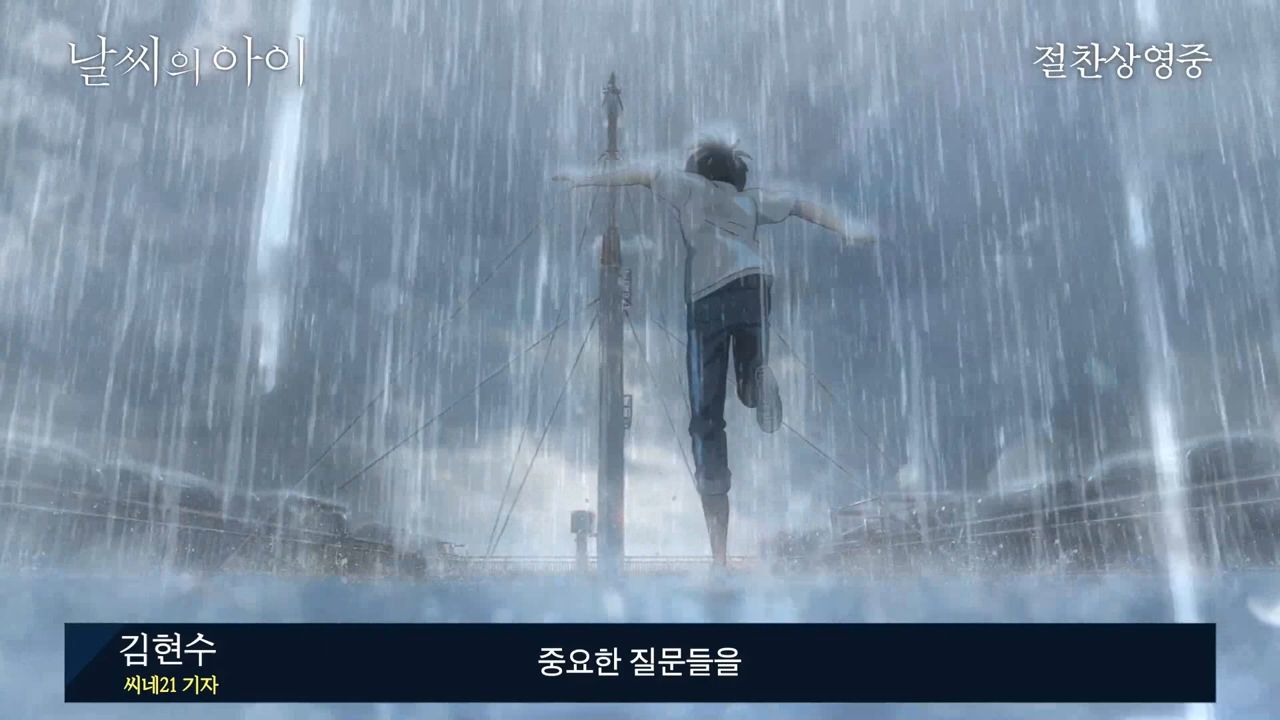 날씨의 아이
절찬상영중
김현수
씨네21 기자
중요한 질문들을